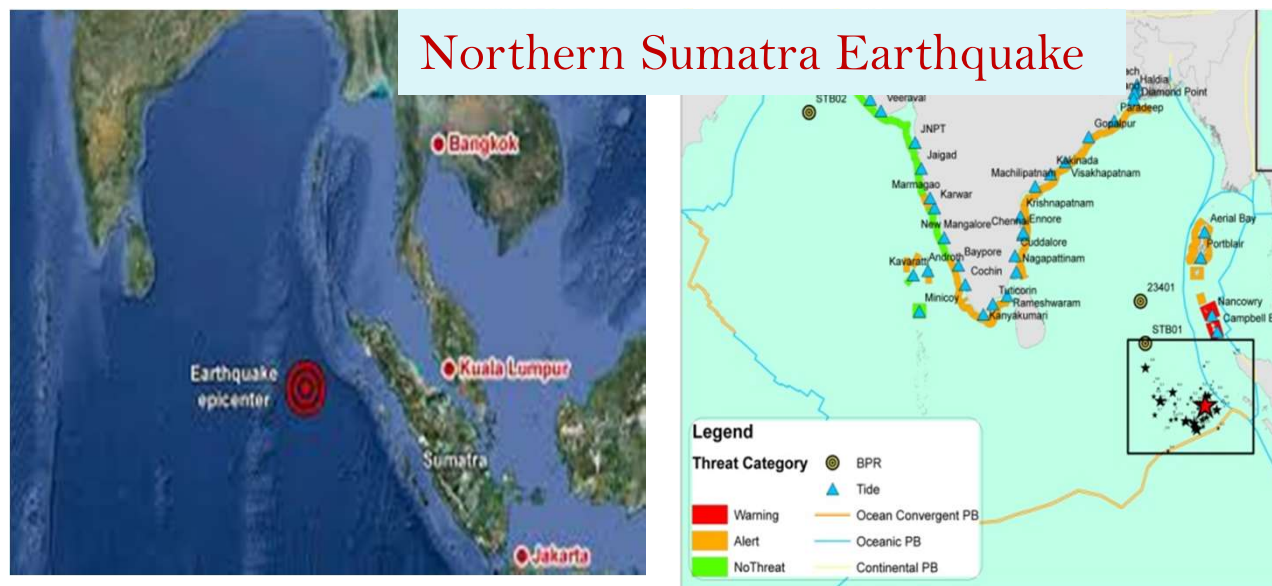 Northern Sumatra Earthquake
Bangkok
Earthquake
epicenter
Kuala Lumpur
Sumatra
Jakarta
STB02
Veeraval
JNPT
Jaigad
Marmagao
Karwar
New Mangalore
Baypore
Kavaratti
Androth
Cochin
Minicoy
Haldia
Diamond Point
Paradeep
Gopalpur
Kakinada
Visakhapatnam
Machilipatnam
Krishnapatnam
Chennai
Ennore
Cuddalore
Nagapattinam
Tuticorin
Rameshwaram
Kanyakumari
Aerial Bay
Portblair
23401
Nancowry
Campbell B
STB01
Legend
Threat Category
BPR
Tide
Warning
Ocean Convergent PB
Alert
Oceanic PB
NoThreat
Continental PB